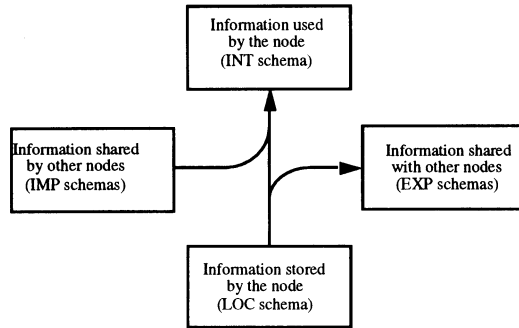 Information used
by the node
(INT schema)
Information shared
by other nodes
(IMP schemas)
Information shared
with other nodes
(EXP schemas)
Information stored
by the node
(LOC schema)